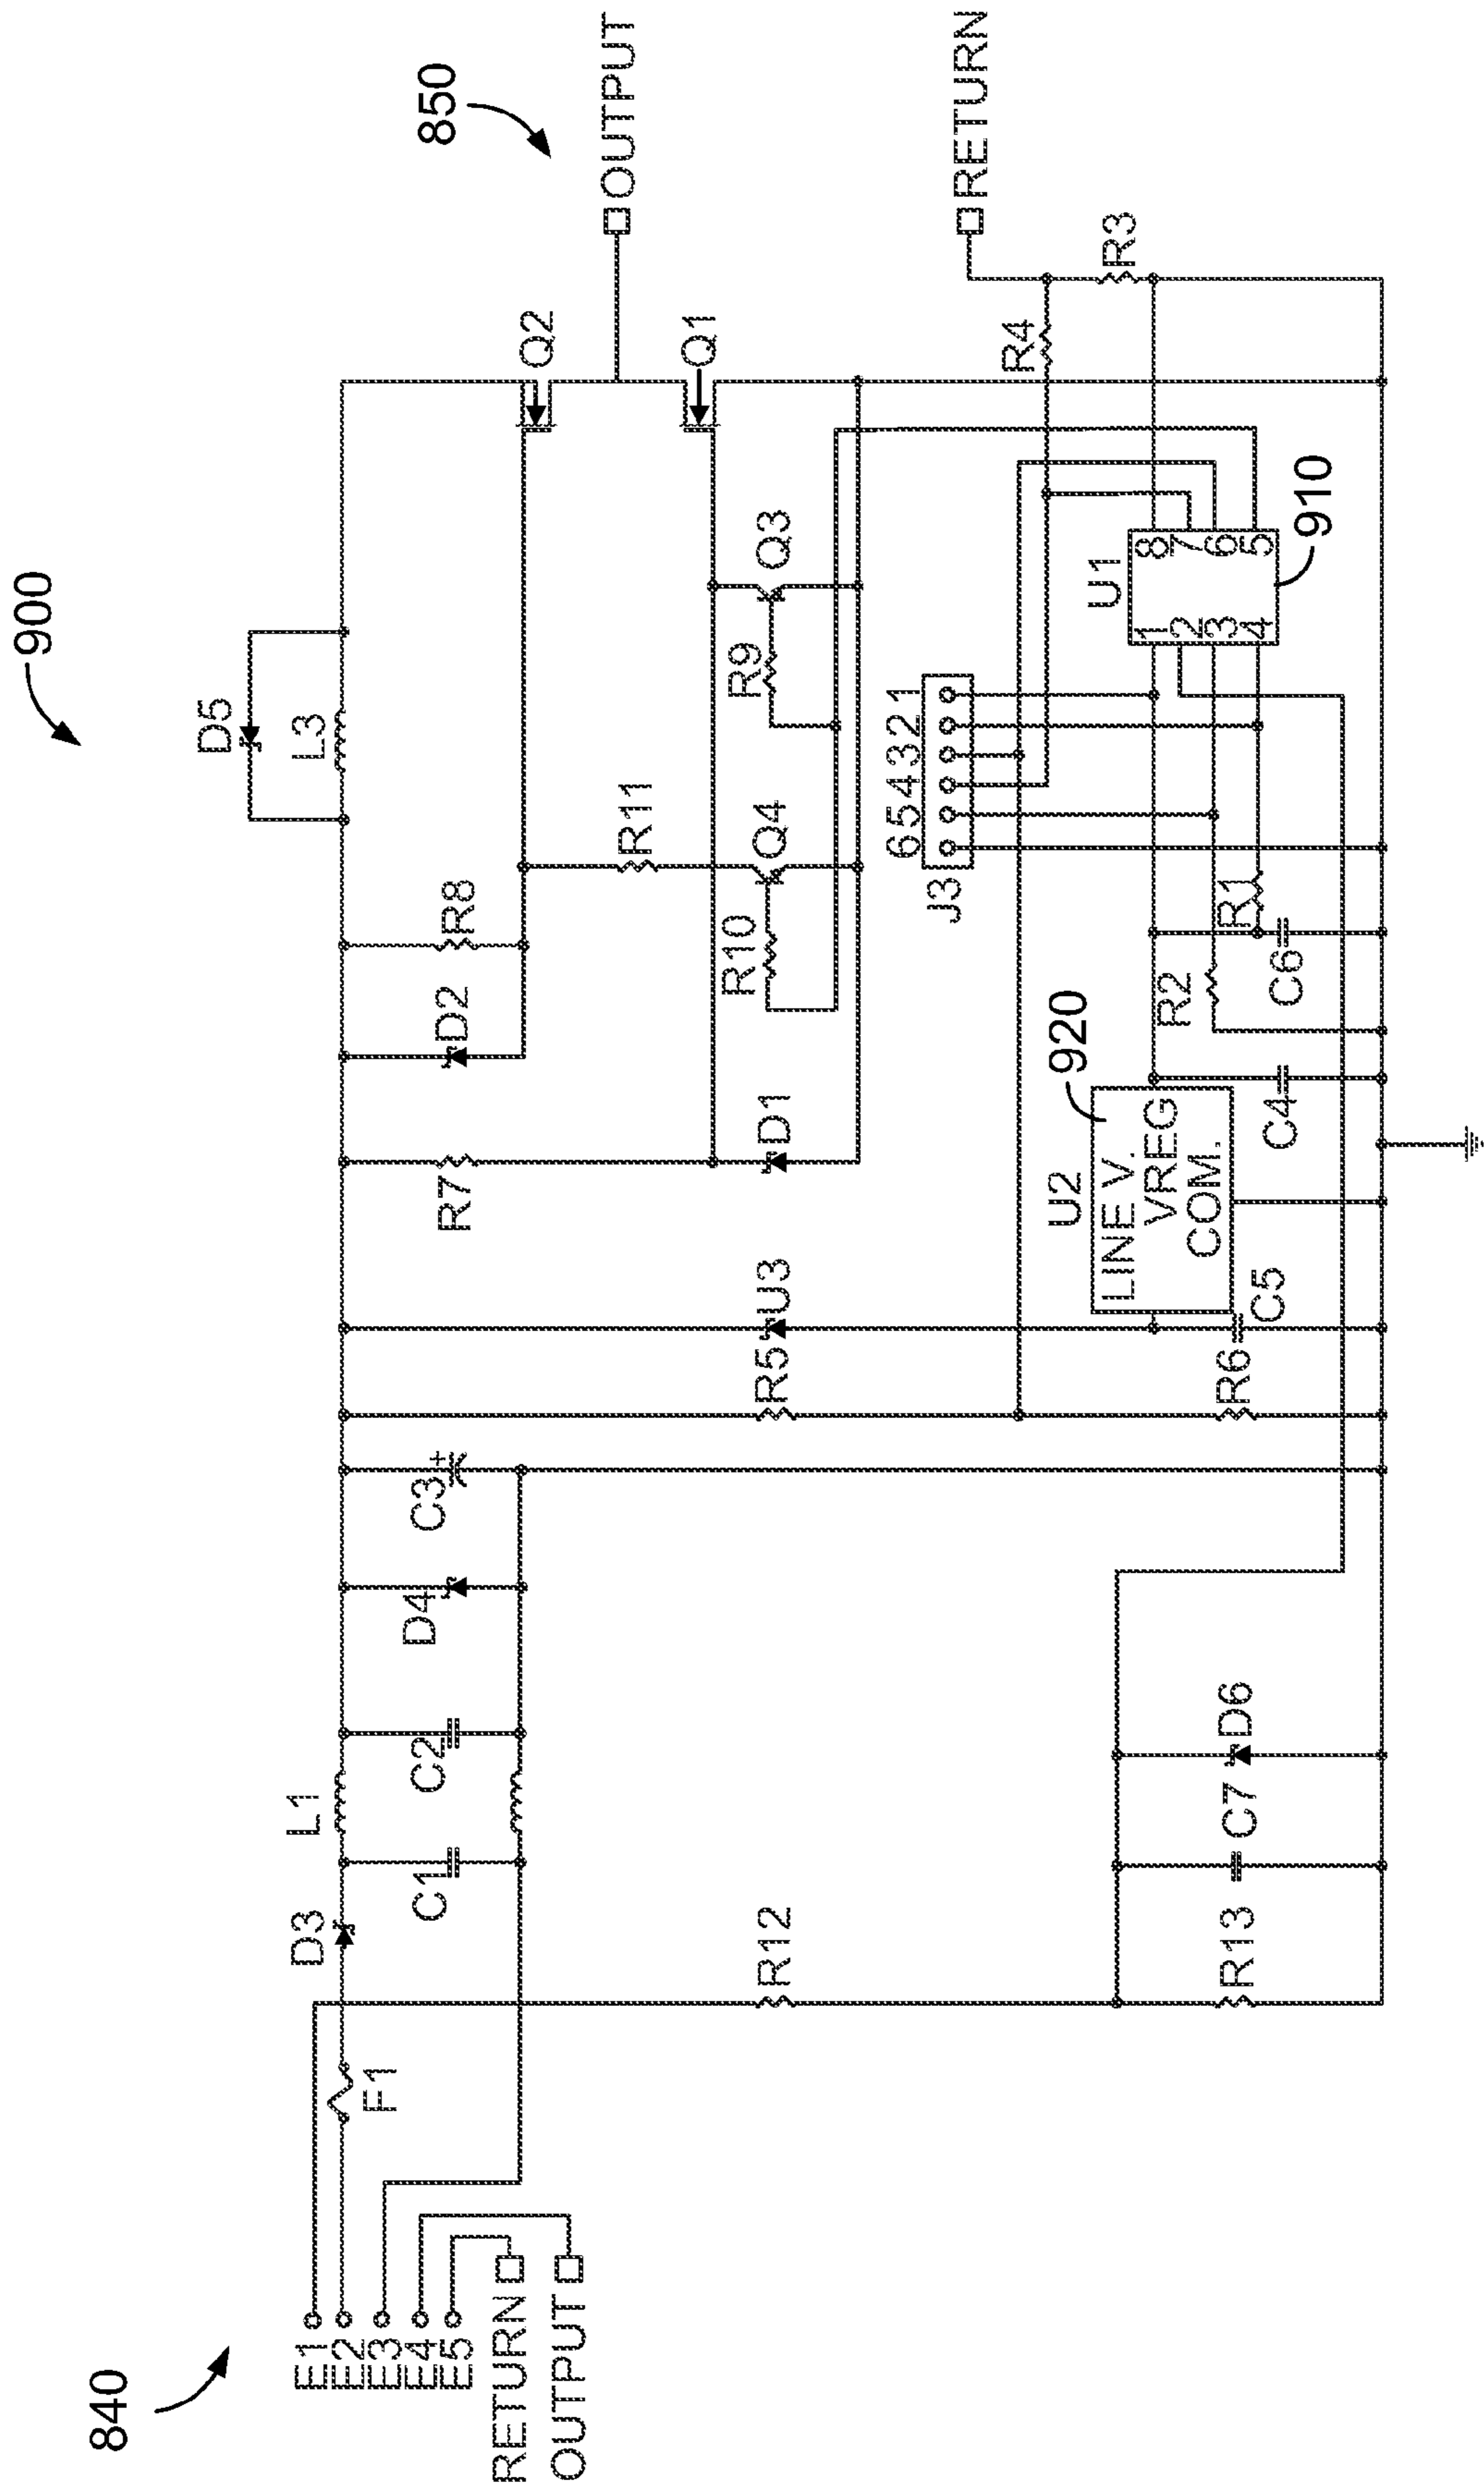 900
840
850
E1
E2
E3
E4
E5
RETURN
OUTPUT
F1
D3
L1
C1
C2
D4
C3
+
D5
L3
R7
D2
R8
R11
Q2
Q1
OUTPUT
R12
R5
U3
D1
R10
Q4
R9
Q3
RETURN
R4
R3
R13
C7
D6
R6
C5
U2
920
LINE V.
VREG
COM.
C4
R2
C6
R1
J3
654321
U1
1
2
3
4
8
7
6
5
910